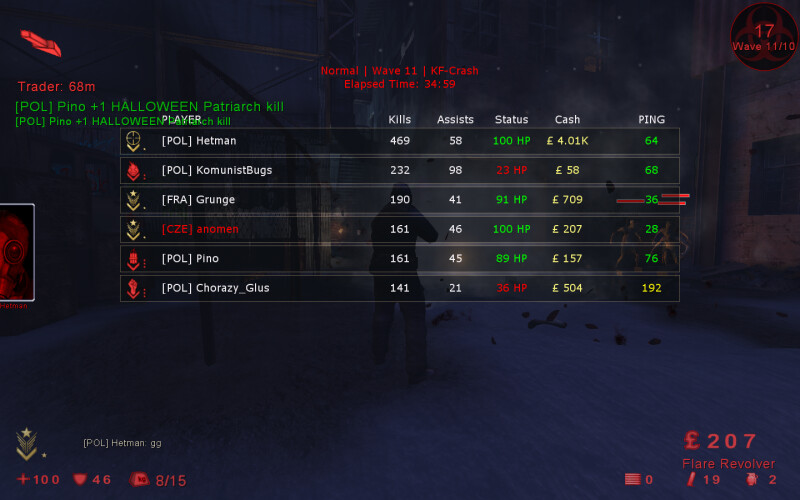 17
Wave 11/10
Normal | Wave 11 | KF-Crash
Elapsed Time: 34:59
Trader: 68m
[POL] Pino +1 HALLOWEEN Patriarch kill
[POL] Pino +1 HALLOWEEN Patriarch kill
PLAYER Kills Assists Status Cash PING
[POL] Hetman 469 58 100 HP £ 4.01K 64
[POL] KomunistBugs 232 98 23 HP £ 58 68
[FRA] Grunge 190 41 91 HP £ 709 36
[CZE] anomen 161 46 100 HP £ 207 28
[POL] Pino 161 45 89 HP £ 157 76
[POL] Chorazy_Glus 141 21 36 HP £ 504 192
Hetman
[POL] Hetman: gg
£ 207
Flare Revolver
100 46 8/15 0 19 2